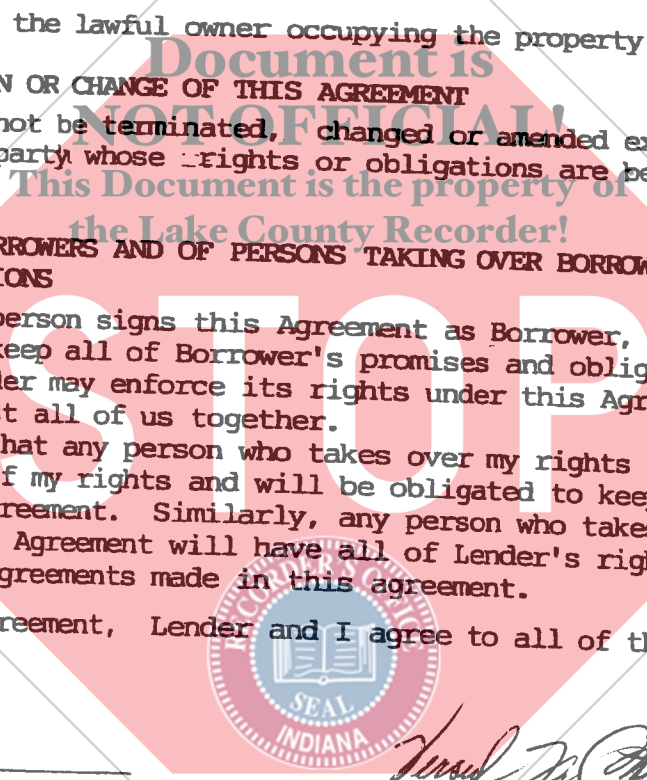 the lawful owner occupying the property
Document is
N OR CHANGE OF THIS AGREEMENT
NOT OFFICIAL!
not be terminated, changed or amended ex
party whose rights or obligations are be
This Document is the property of
the Lake County Recorder!
RROWERS AND OF PERSONS TAKING OVER BORROW
IONS
STOP
person signs this Agreement as Borrower,
keep all of Borrower's promises and oblig
der may enforce its rights under this Agr
t all of us together.
hat any person who takes over my rights
f my rights and will be obligated to keep
reement. Similarly, any person who take
Agreement will have all of Lender's righ
greements made in this agreement.
reement, Lender and I agree to all of th
RECORDER'S OFFICE
SEAL
INDIANA